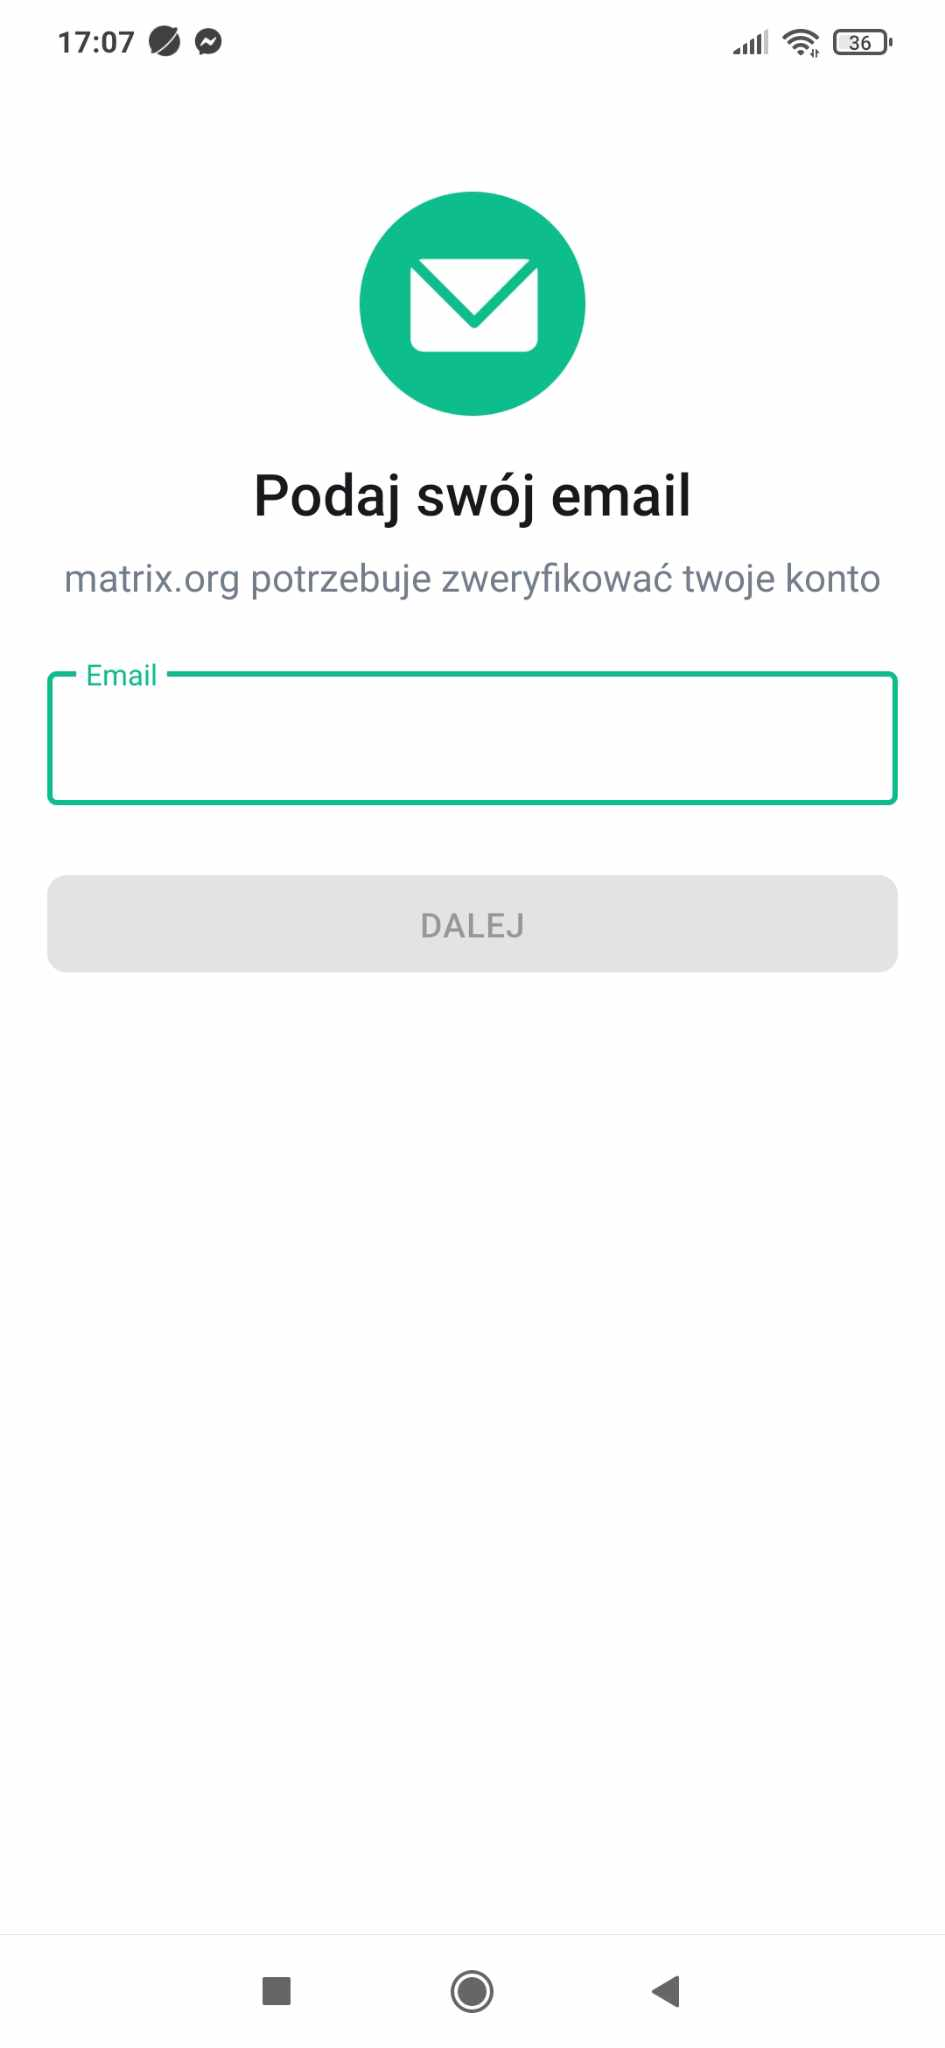 17:07
36
Podaj swój email
matrix.org potrzebuje zweryfikować twoje konto
Email
DALEJ